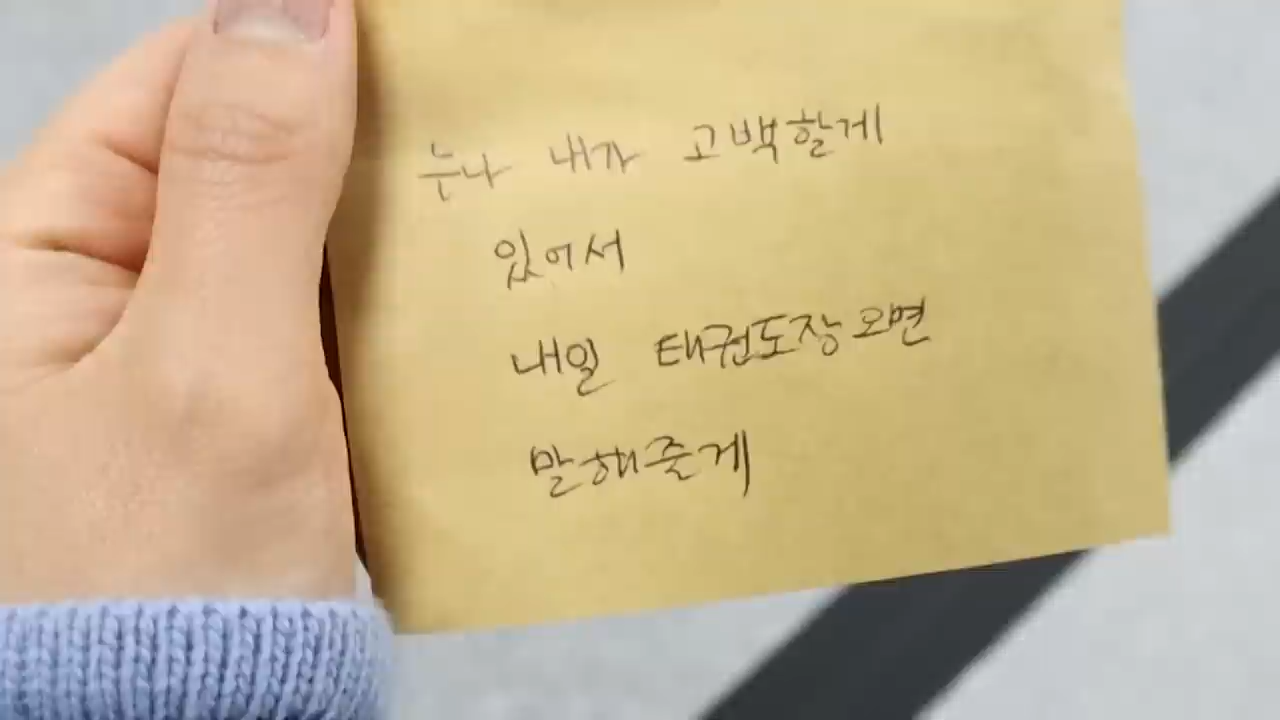 누나 내가 고백할게
있어서
내일 태권도장오면
말해줄게